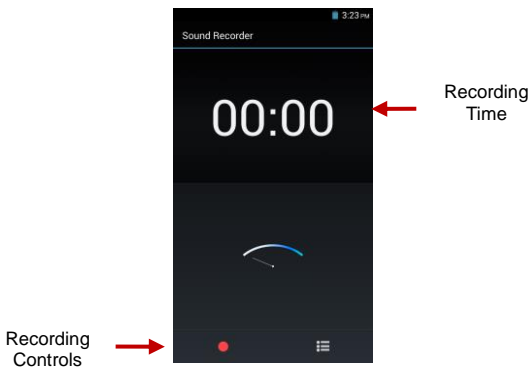 3:23 PM
Sound Recorder
00:00
Recording
Time
Recording
Controls